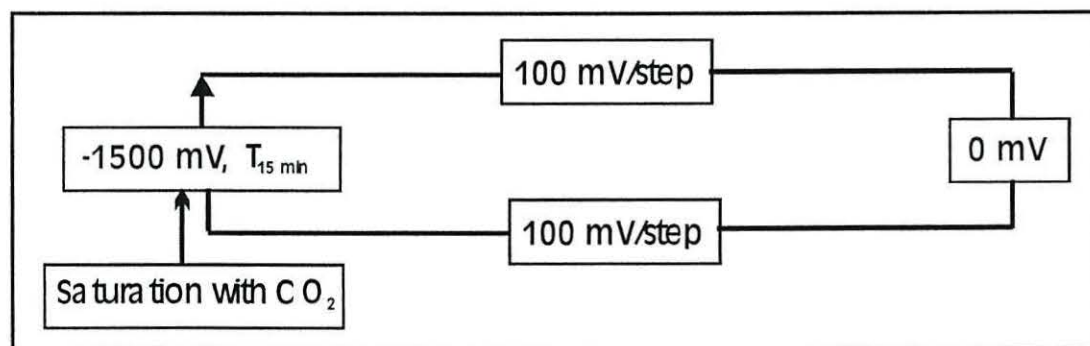 100 mV/step
-1500 mV, T15 min
0 mV
100 mV/step
Saturation with CO2